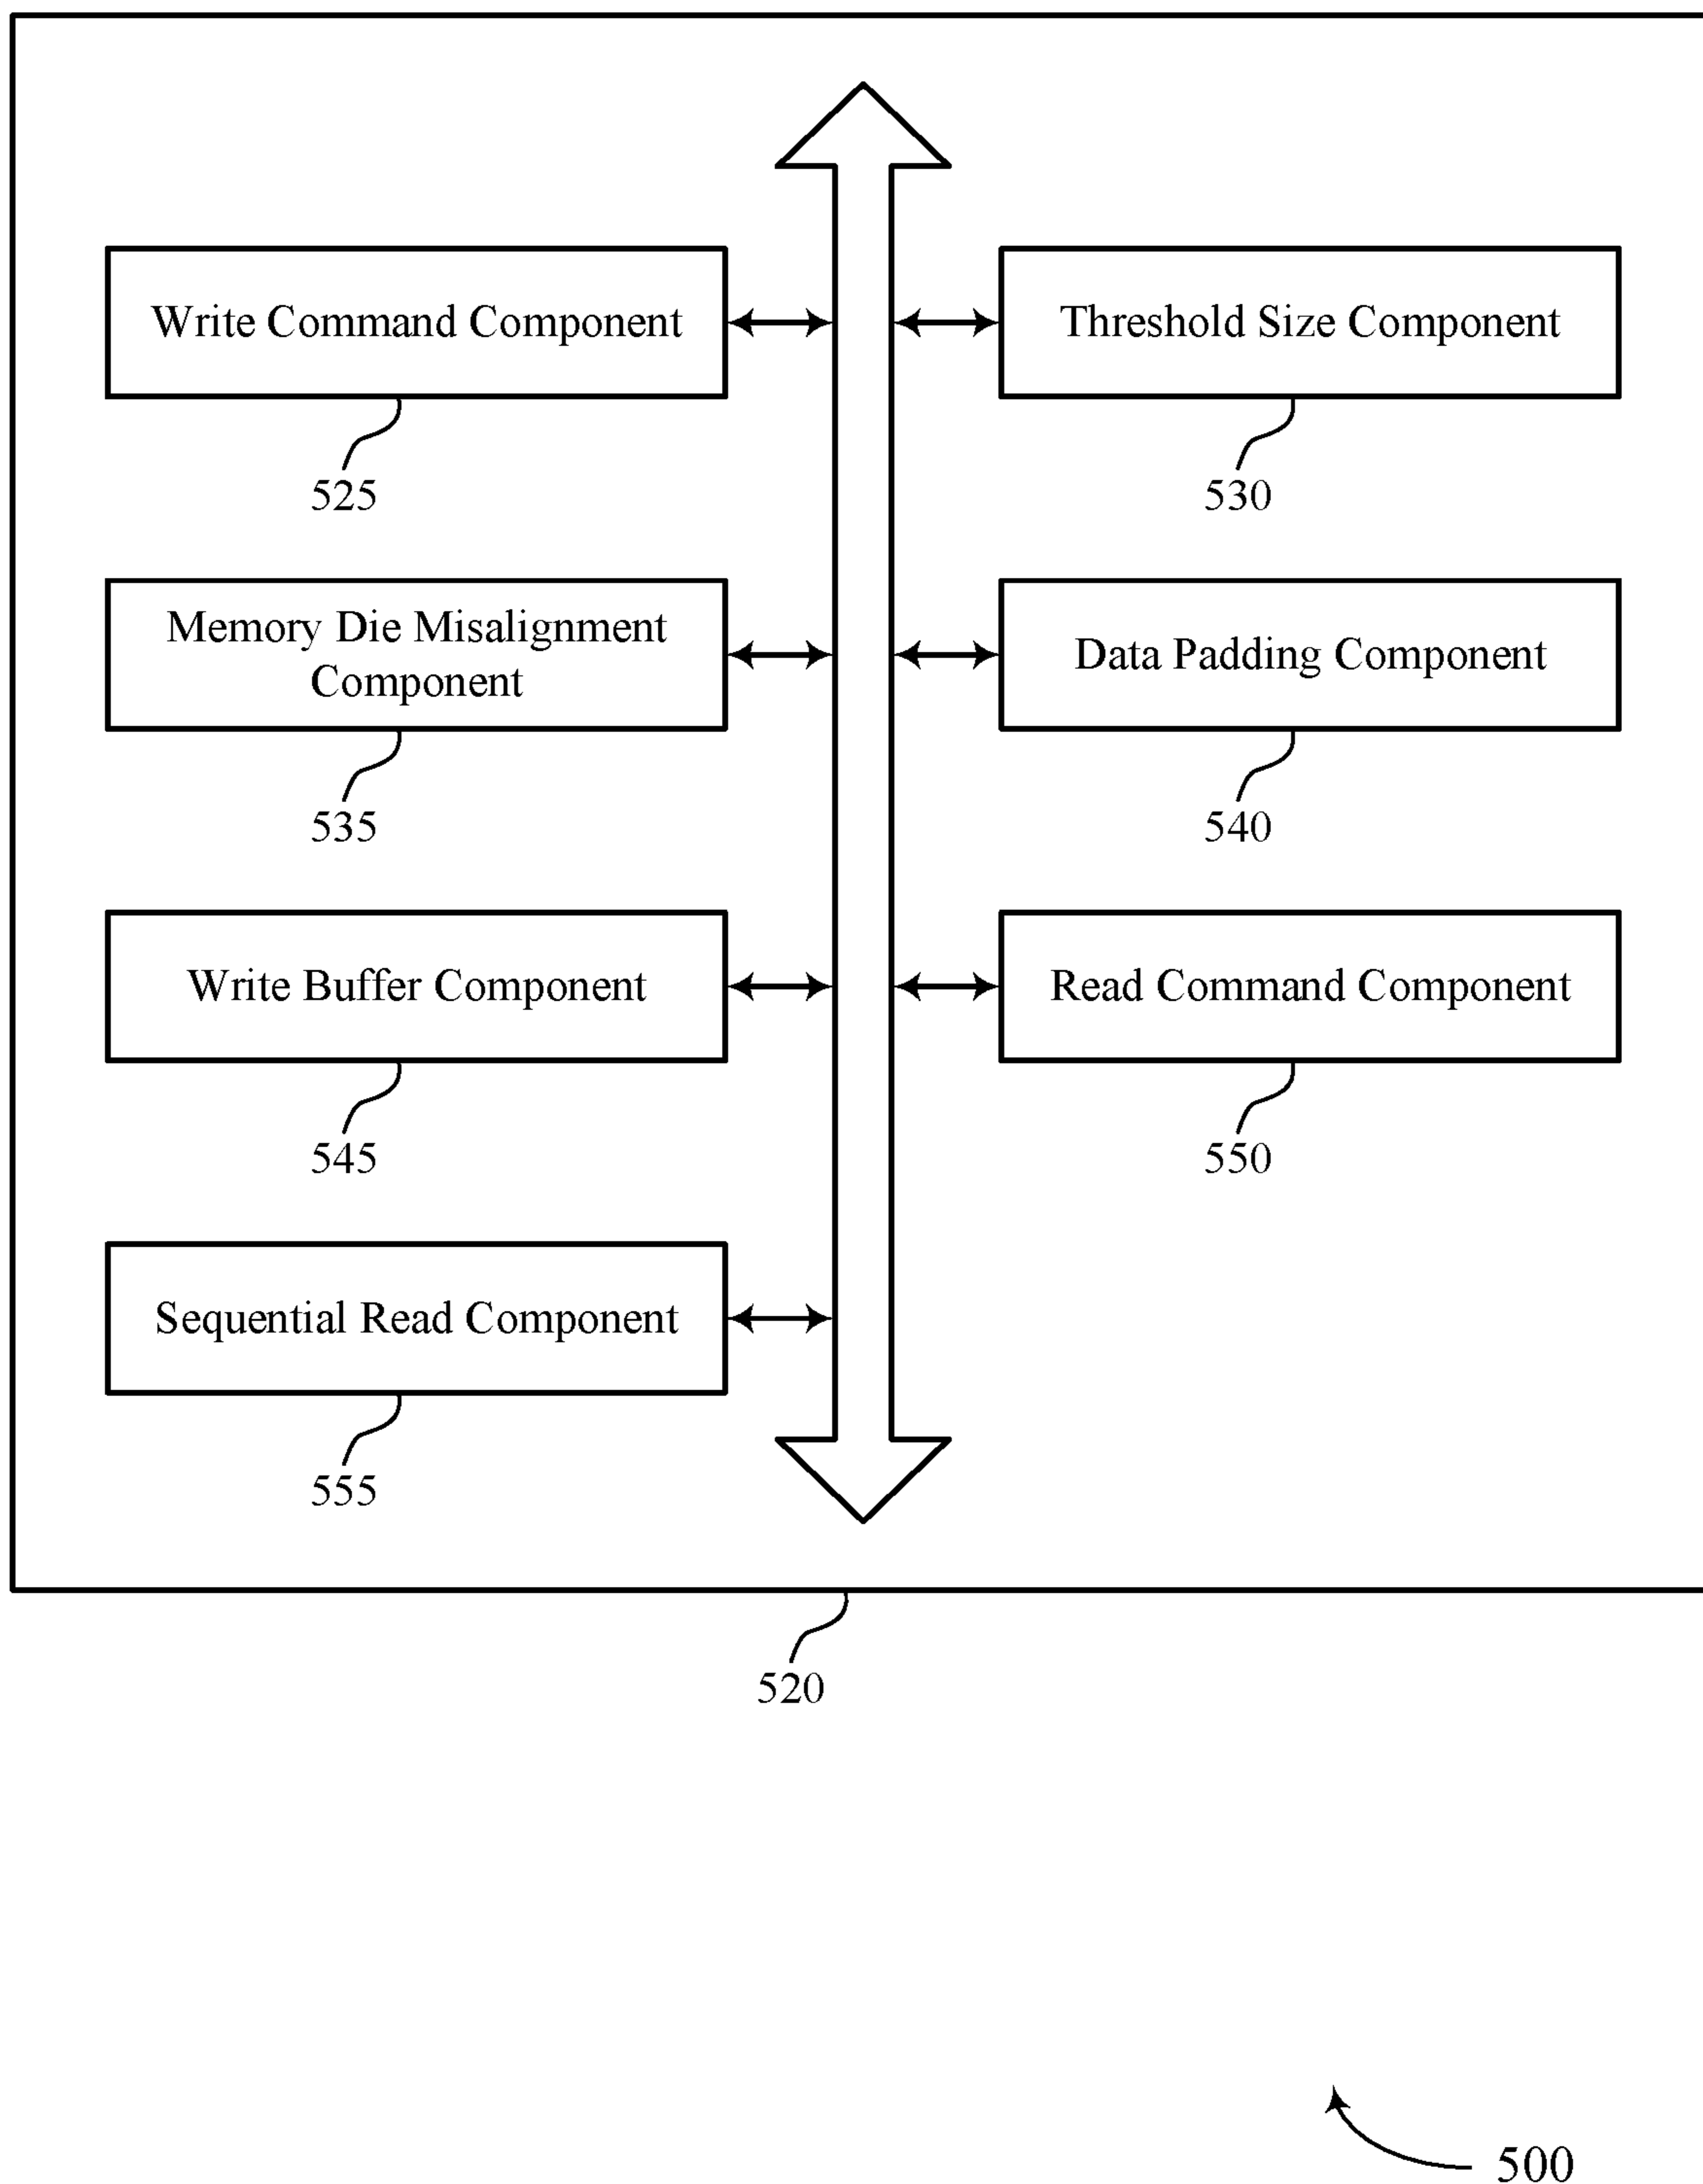 Write Command Component
Threshold Size Component
525
530
Memory Die Misalignment
Component
Data Padding Component
535
540
Write Buffer Component
Read Command Component
545
550
Sequential Read Component
555
520
500